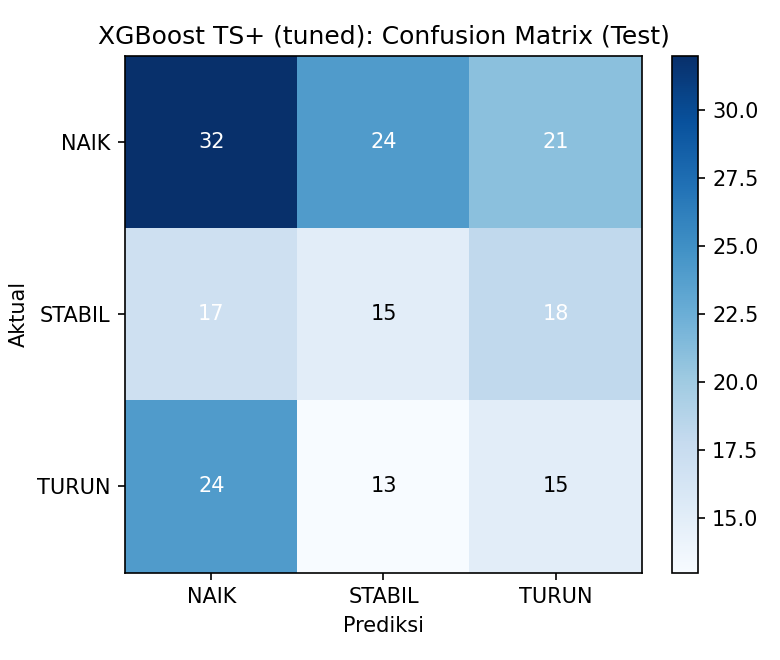 XGBoost TS+ (tuned): Confusion Matrix (Test)
Aktual
NAIK 32 24 21
STABIL 17 15 18
TURUN 24 13 15
NAIK STABIL TURUN
Prediksi
30.0
27.5
25.0
22.5
20.0
17.5
15.0